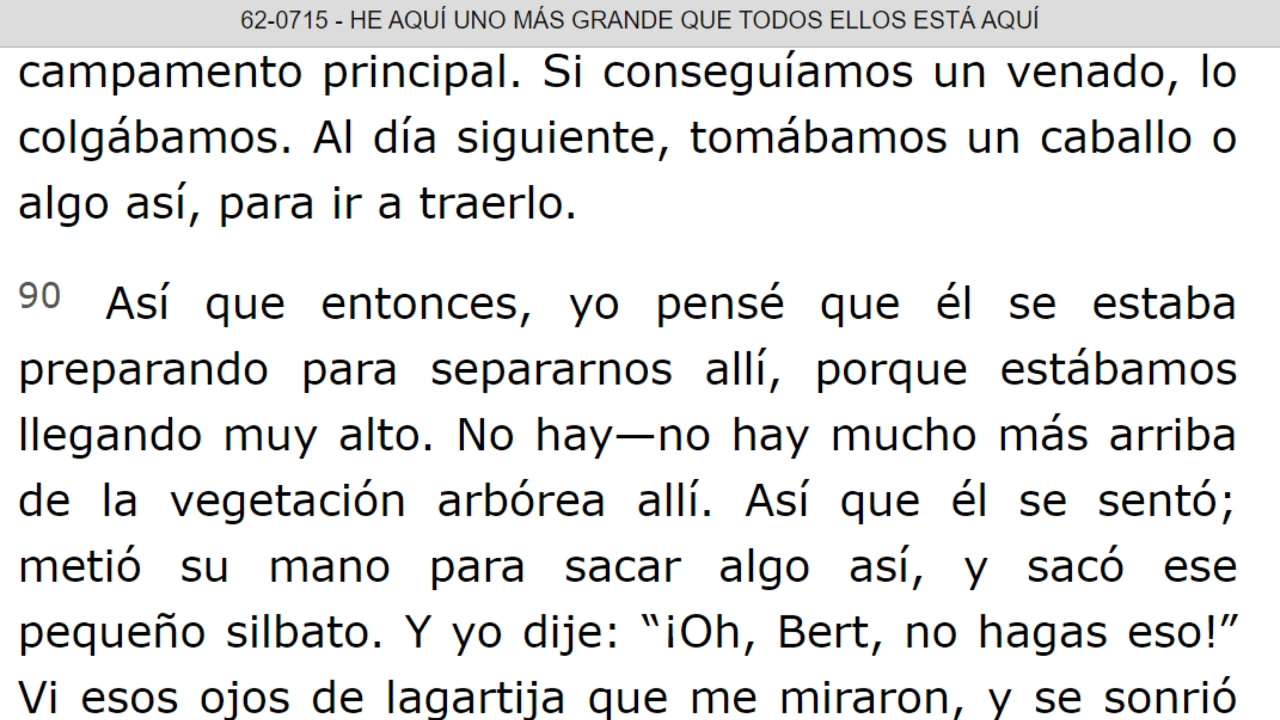 62-0715 - HE AQUÍ UNO MÁS GRANDE QUE TODOS ELLOS ESTÁ AQUÍ
campamento principal. Si conseguíamos un venado, lo
colgábamos. Al día siguiente, tomábamos un caballo o
algo así, para ir a traerlo.
90 Así que entonces, yo pensé que él se estaba
preparando para separarnos allí, porque estábamos
llegando muy alto. No hay—no hay mucho más arriba
de la vegetación arbórea allí. Así que él se sentó;
metió su mano para sacar algo así, y sacó ese
pequeño silbato. Y yo dije: “¡Oh, Bert, no hagas eso!”
Vi esos ojos de lagartija que me miraron, y se sonrió